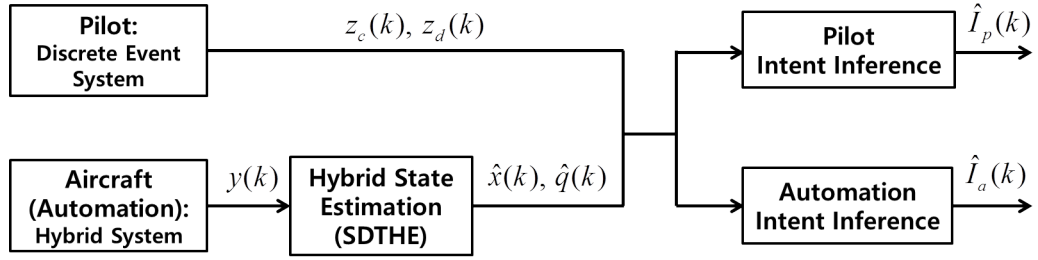 Pilot:
Discrete Event
System
z_c(k), z_d(k)
Pilot
Intent Inference
Î_p(k)
Aircraft
(Automation):
Hybrid System
y(k)
Hybrid State
Estimation
(SDTHE)
x̂(k), q̂(k)
Automation
Intent Inference
Î_a(k)